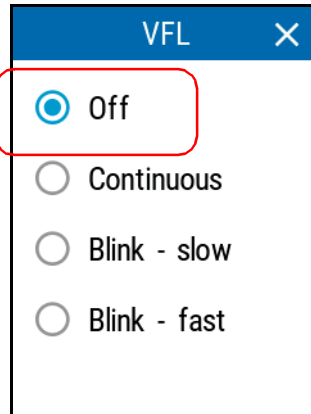 VFL
Off
Continuous
Blink - slow
Blink - fast